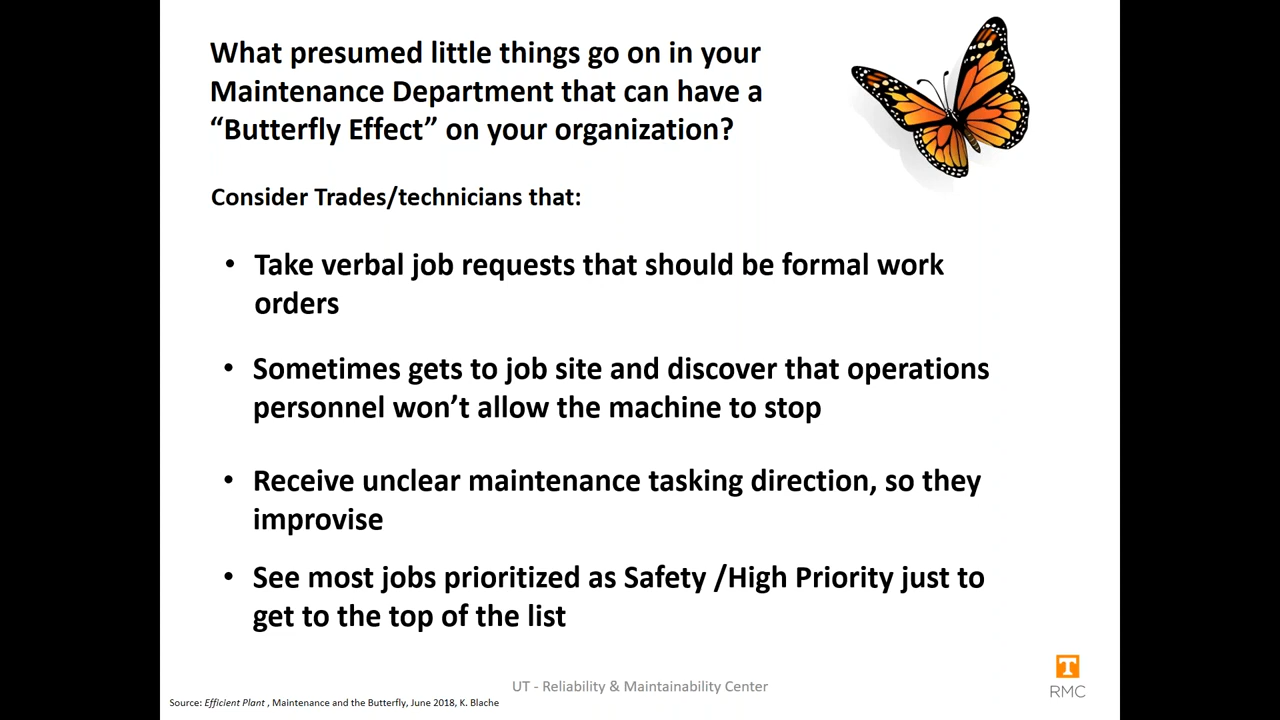 What presumed little things go on in your
Maintenance Department that can have a
“Butterfly Effect” on your organization?
Consider Trades/technicians that:
• Take verbal job requests that should be formal work
orders
• Sometimes gets to job site and discover that operations
personnel won’t allow the machine to stop
• Receive unclear maintenance tasking direction, so they
improvise
• See most jobs prioritized as Safety /High Priority just to
get to the top of the list
UT - Reliability & Maintainability Center
T
RMC
Source: Efficient Plant , Maintenance and the Butterfly, June 2018, K. Blache